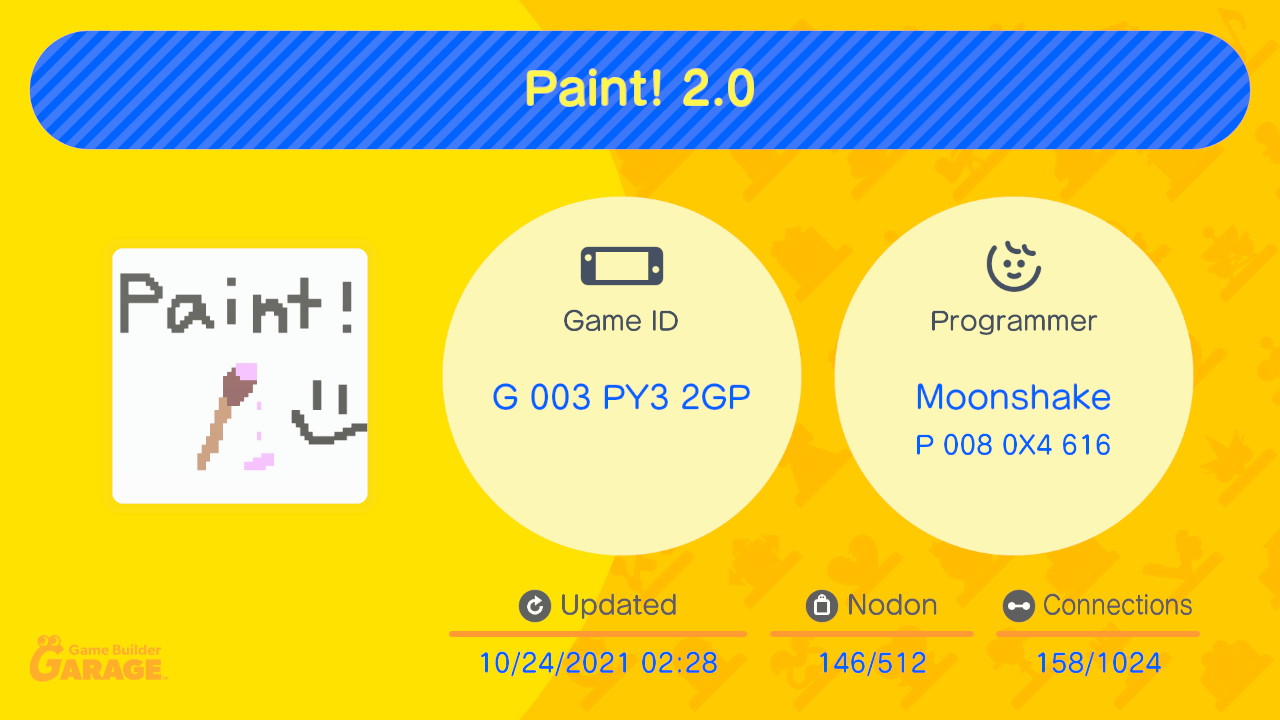 Paint! 2.0
Paint!
Game ID
G 003 PY3 2GP
Programmer
Moonshake
P 008 0X4 616
Updated
10/24/2021 02:28
Nodon
146/512
Connections
158/1024
Game Builder
GARAGE